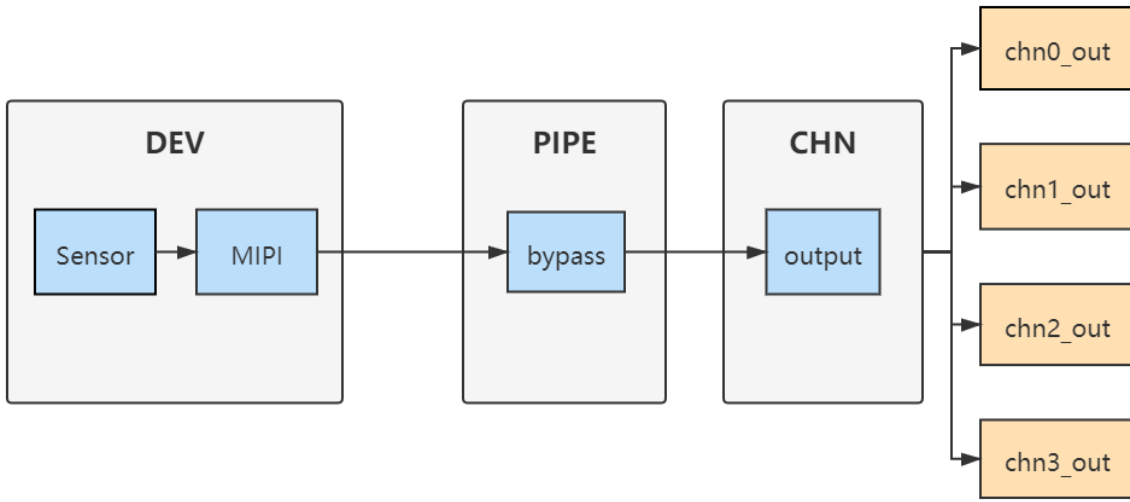 DEV
Sensor
MIPI
PIPE
bypass
CHN
output
chn0_out
chn1_out
chn2_out
chn3_out